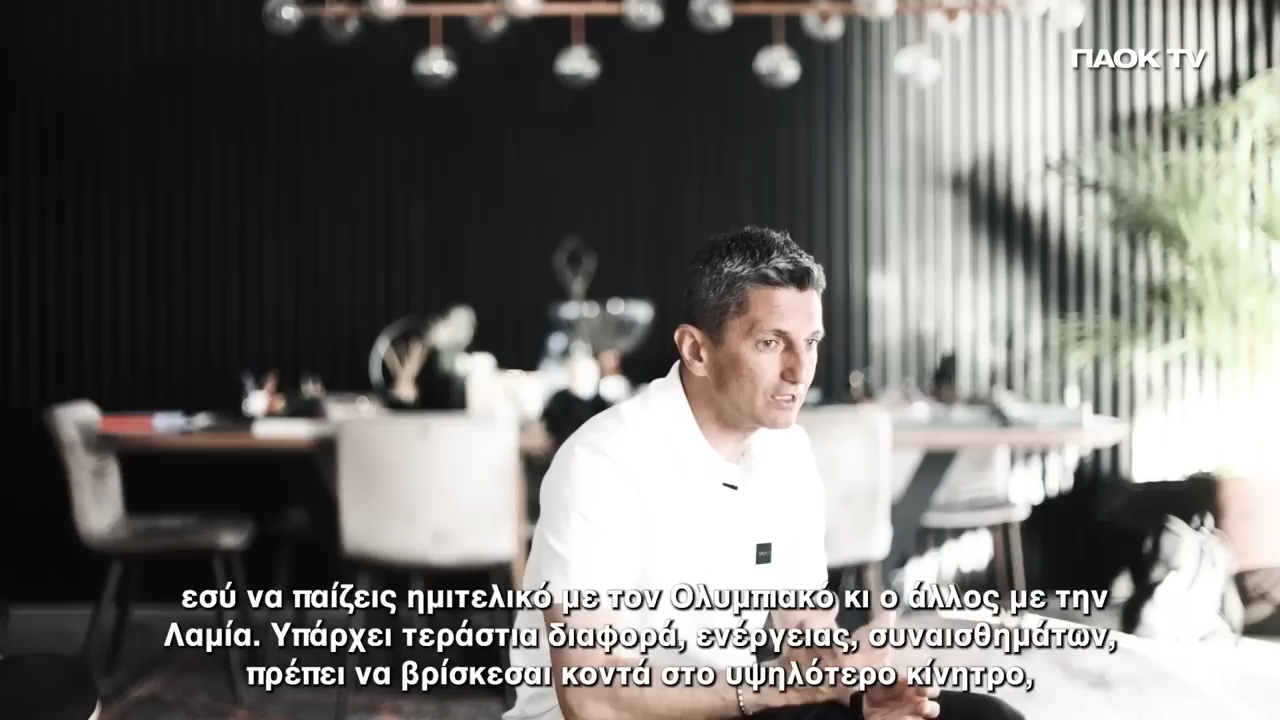 ΠΑΟΚ TV
εσύ να παίζεις ημιτελικό με τον Ολυμπιακό κι ο άλλος με την
Λαμία. Υπάρχει τεράστια διαφορά, ενέργειας, συναισθημάτων,
πρέπει να βρίσκεσαι κοντά στο υψηλότερο κίνητρο,